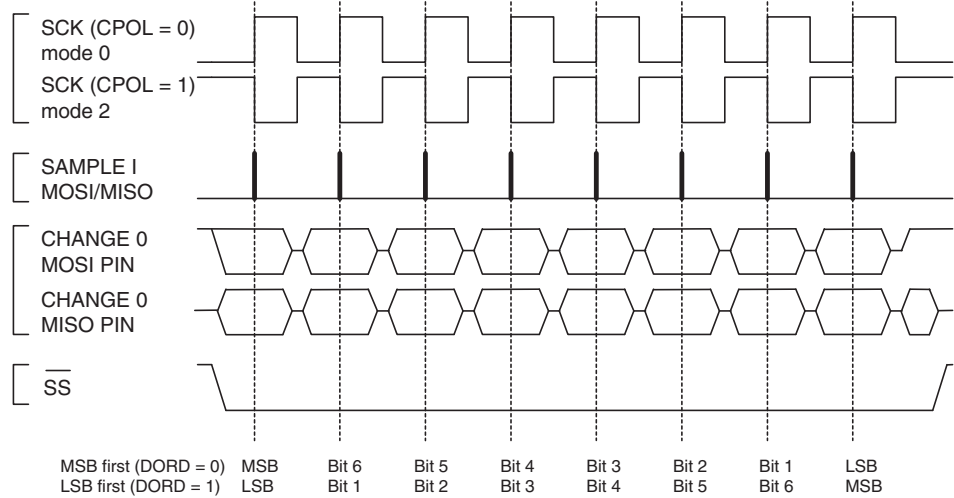 SCK (CPOL = 0)
mode 0
SCK (CPOL = 1)
mode 2
SAMPLE I
MOSI/MISO
CHANGE 0
MOSI PIN
CHANGE 0
MISO PIN
SS
MSB first (DORD = 0) MSB Bit 6 Bit 5 Bit 4 Bit 3 Bit 2 Bit 1 LSB
LSB first (DORD = 1) LSB Bit 1 Bit 2 Bit 3 Bit 4 Bit 5 Bit 6 MSB